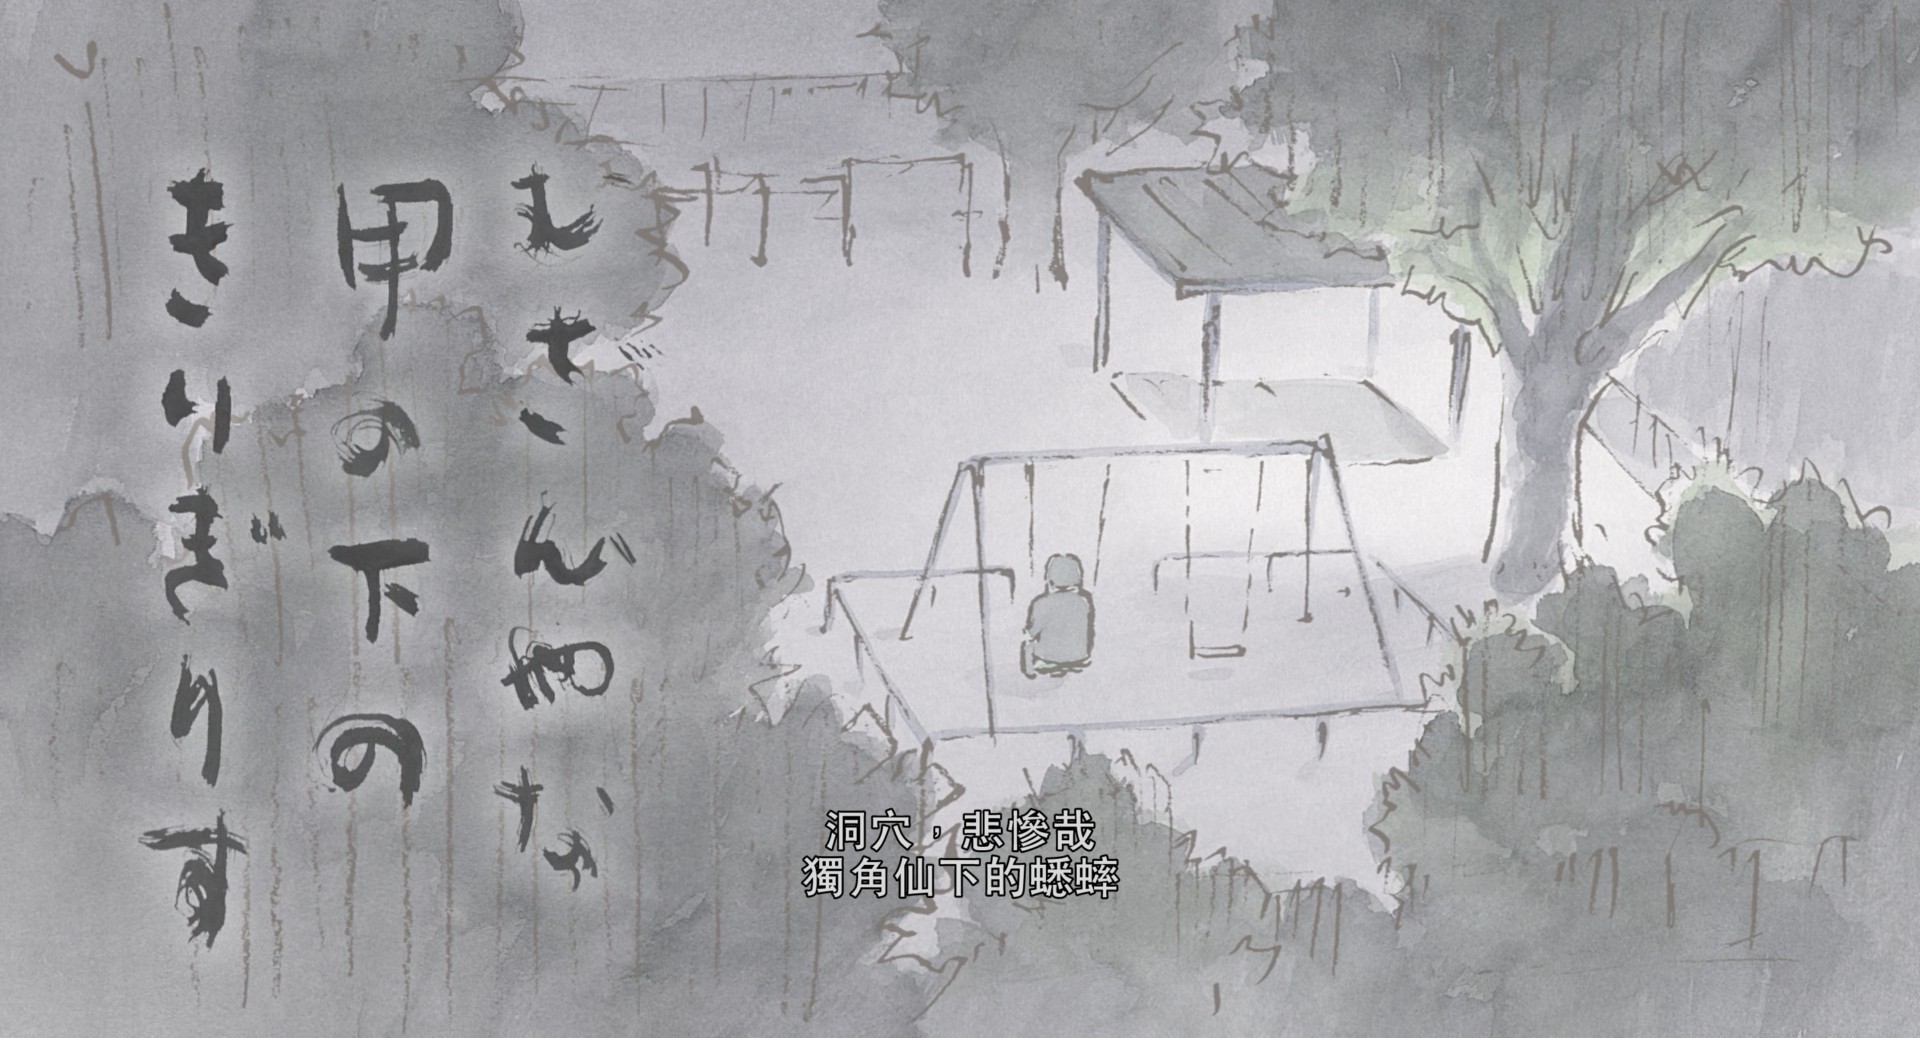 むざんやな
甲の下の
きりぎりす
洞穴，悲慘哉
獨角仙下的蟋蟀